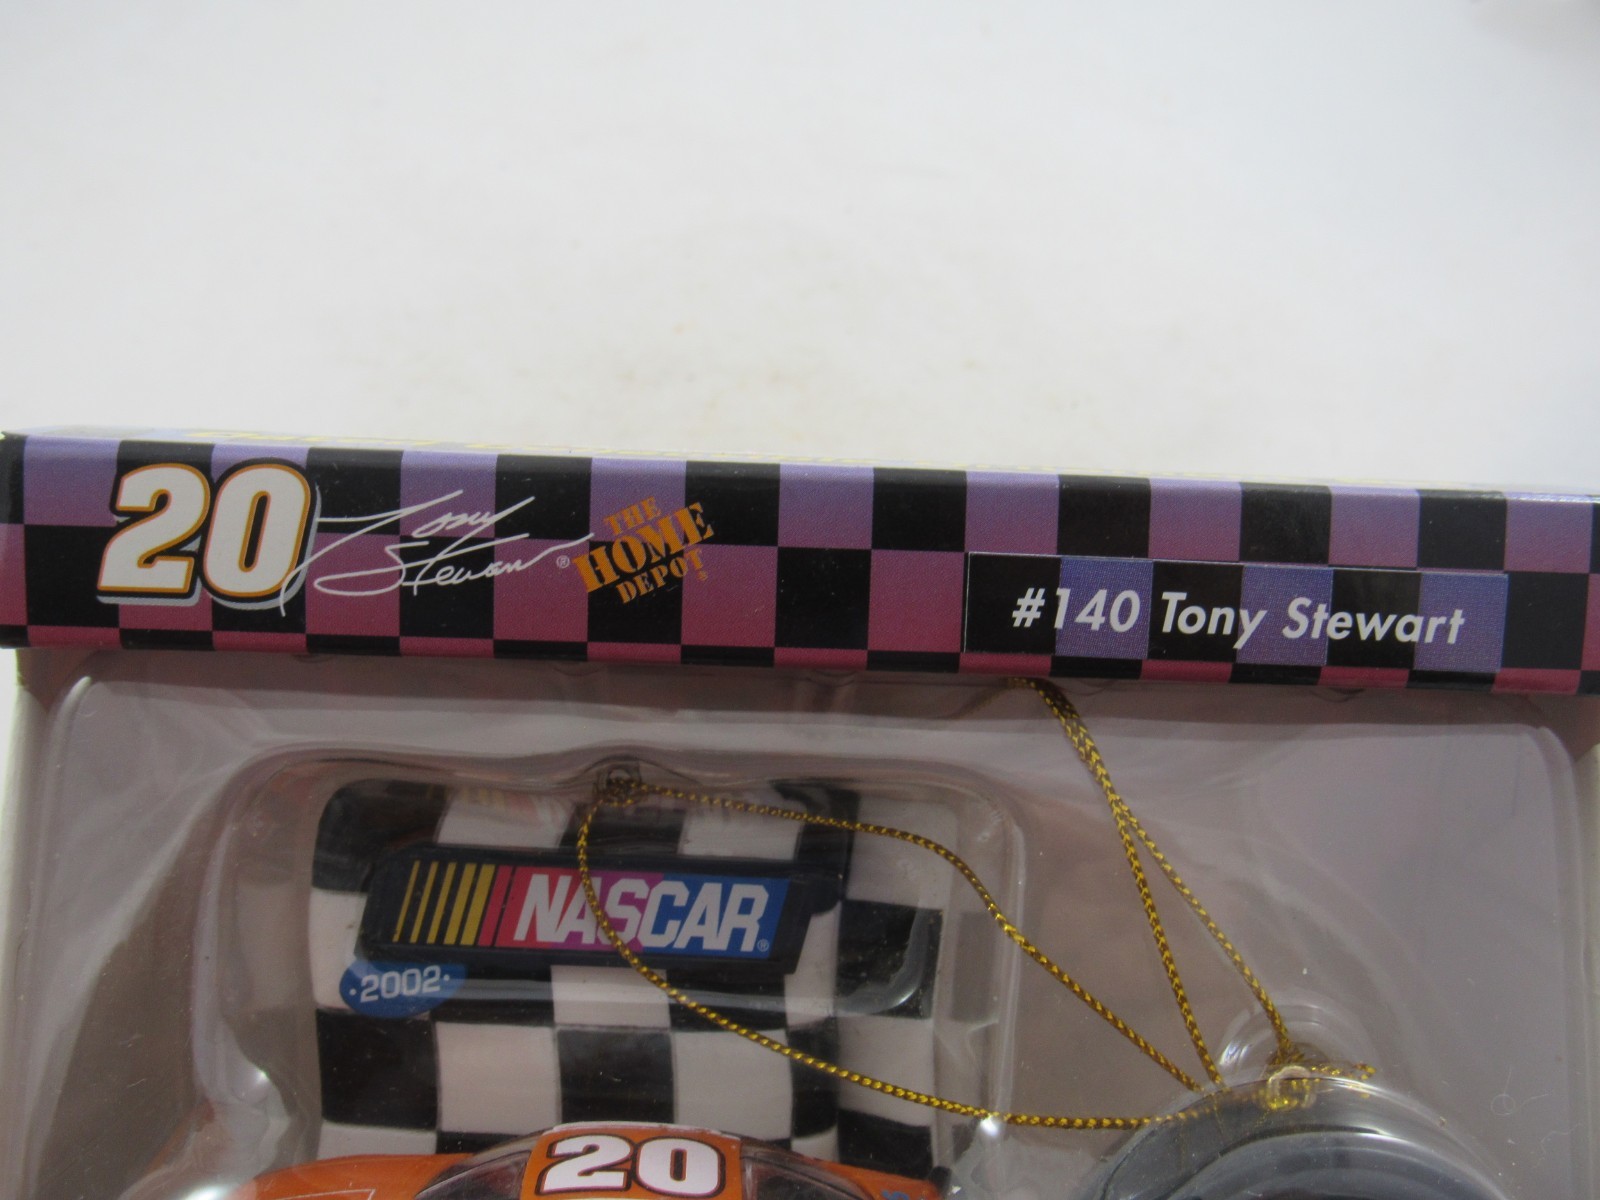 20
Tony
Stewart ®
THE
HOME
DEPOT®
#140 Tony Stewart
NASCAR®
·2002·
20